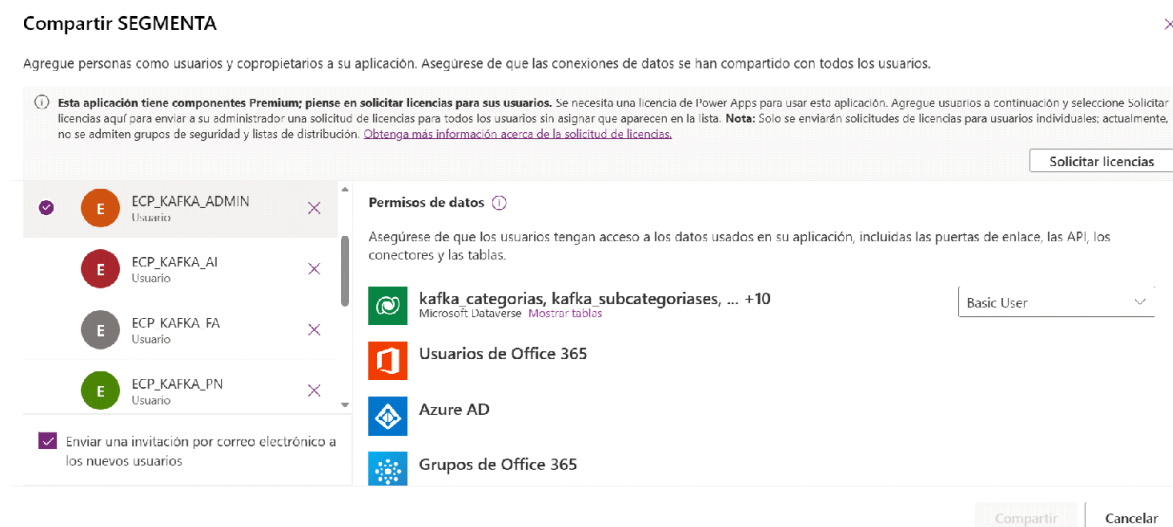 Compartir SEGMENTA
Agregue personas como usuarios y copropietarios a su aplicación. Asegúrese de que las conexiones de datos se han compartido con todos los usuarios.
Esta aplicación tiene componentes Premium; piense en solicitar licencias para sus usuarios. Se necesita una licencia de Power Apps para usar esta aplicación. Agregue usuarios a continuación y seleccione Solicitar
licencias aquí para enviar a su administrador una solicitud de licencias para todos los usuarios sin asignar que aparecen en la lista. Nota: Solo se enviarán solicitudes de licencias para usuarios individuales; actualmente,
no se admiten grupos de seguridad y listas de distribución. Obtenga más información acerca de la solicitud de licencias.
Solicitar licencias
E
ECP_KAFKA_ADMIN
Usuario
E
ECP_KAFKA_AI
Usuario
E
ECP_KAFKA_FA
Usuario
E
ECP_KAFKA_PN
Usuario
Enviar una invitación por correo electrónico a
los nuevos usuarios
Permisos de datos
Asegúrese de que los usuarios tengan acceso a los datos usados en su aplicación, incluidas las puertas de enlace, las API, los
conectores y las tablas.
kafka_categorias, kafka_subcategoriases, ... +10
Microsoft Dataverse Mostrar tablas
Basic User
Usuarios de Office 365
Azure AD
Grupos de Office 365
Compartir
Cancelar